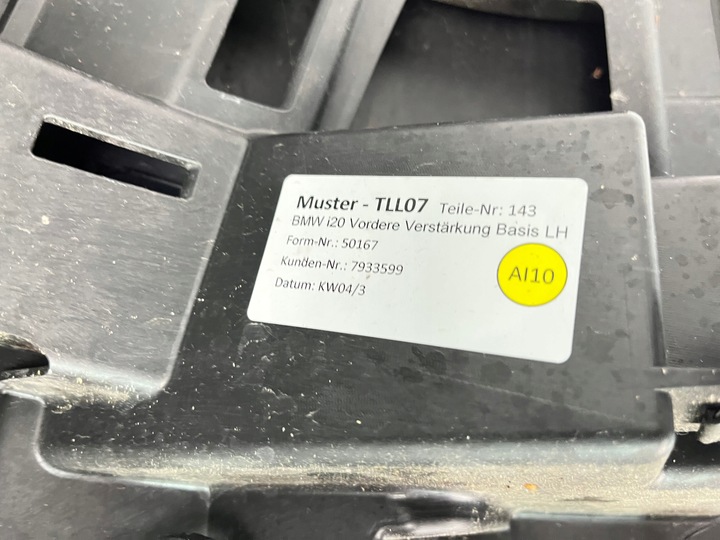 Muster - TLL07 Teile-Nr: 143
BMW i20 Vordere Verstärkung Basis LH
Form-Nr.: 50167
Kunden-Nr.: 7933599
Datum: KW04/3
AI10